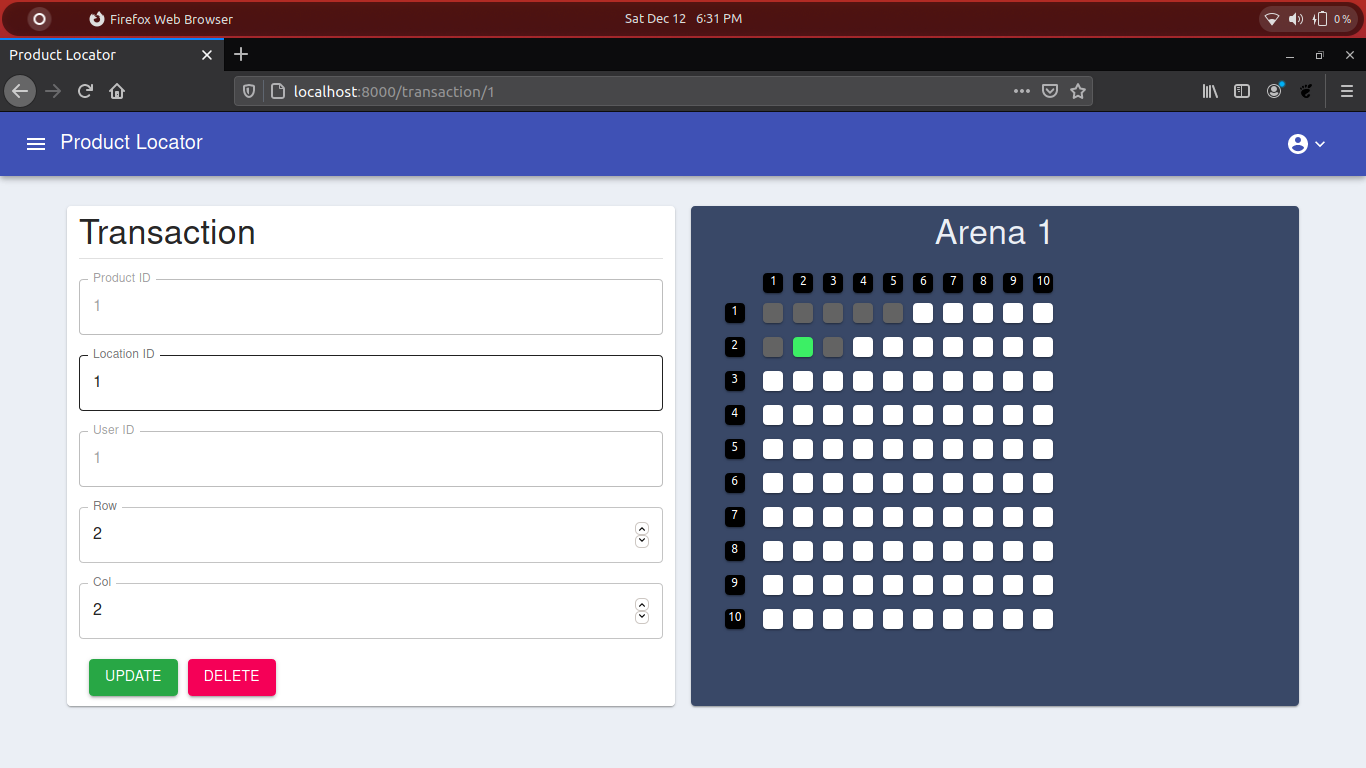 Firefox Web Browser
Sat Dec 12 6:31 PM
0 %
Product Locator
localhost:8000/transaction/1
Product Locator
Transaction
Product ID
1
Location ID
1
User ID
1
Row
2
Col
2
UPDATE DELETE
Arena 1
1 2 3 4 5 6 7 8 9 10
1
2
3
4
5
6
7
8
9
10